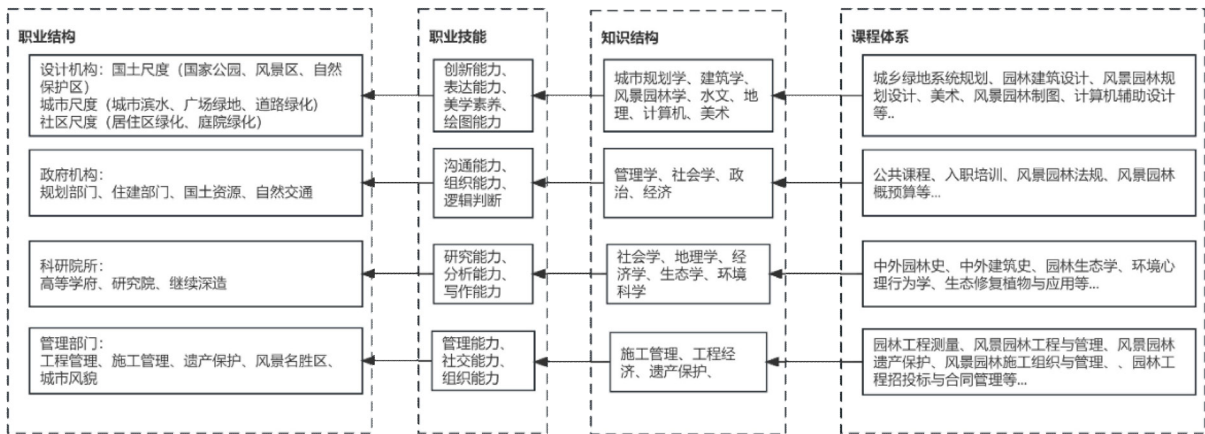 职业结构
设计机构：国土尺度（国家公园、风景区、自然
保护区）
城市尺度（城市滨水、广场绿地、道路绿化）
社区尺度（居住区绿化、庭院绿化）
政府机构：
规划部门、住建部门、国土资源、自然交通
科研院所：
高等学府、研究院、继续深造
管理部门：
工程管理、施工管理、遗产保护、风景名胜区、
城市风貌
职业技能
创新能力、
表达能力、
美学素养、
绘图能力
沟通能力、
组织能力、
逻辑判断
研究能力、
分析能力、
写作能力
管理能力、
社交能力、
组织能力
知识结构
城市规划学、建筑学、
风景园林学、水文、地
理、计算机、美术
管理学、社会学、政
治、经济
社会学、地理学、经
济学、生态学、环境
科学
施工管理、工程经
济、遗产保护、
课程体系
城乡绿地系统规划、园林建筑设计、风景园林规
划设计、美术、风景园林制图、计算机辅助设计
等..
公共课程、入职培训、风景园林法规、风景园林
概预算等...
中外园林史、中外建筑史、园林生态学、环境心
理行为学、生态修复植物与应用等...
园林工程测量、风景园林工程与管理、风景园林
遗产保护、风景园林施工组织与管理、、园林工
程招投标与合同管理等...